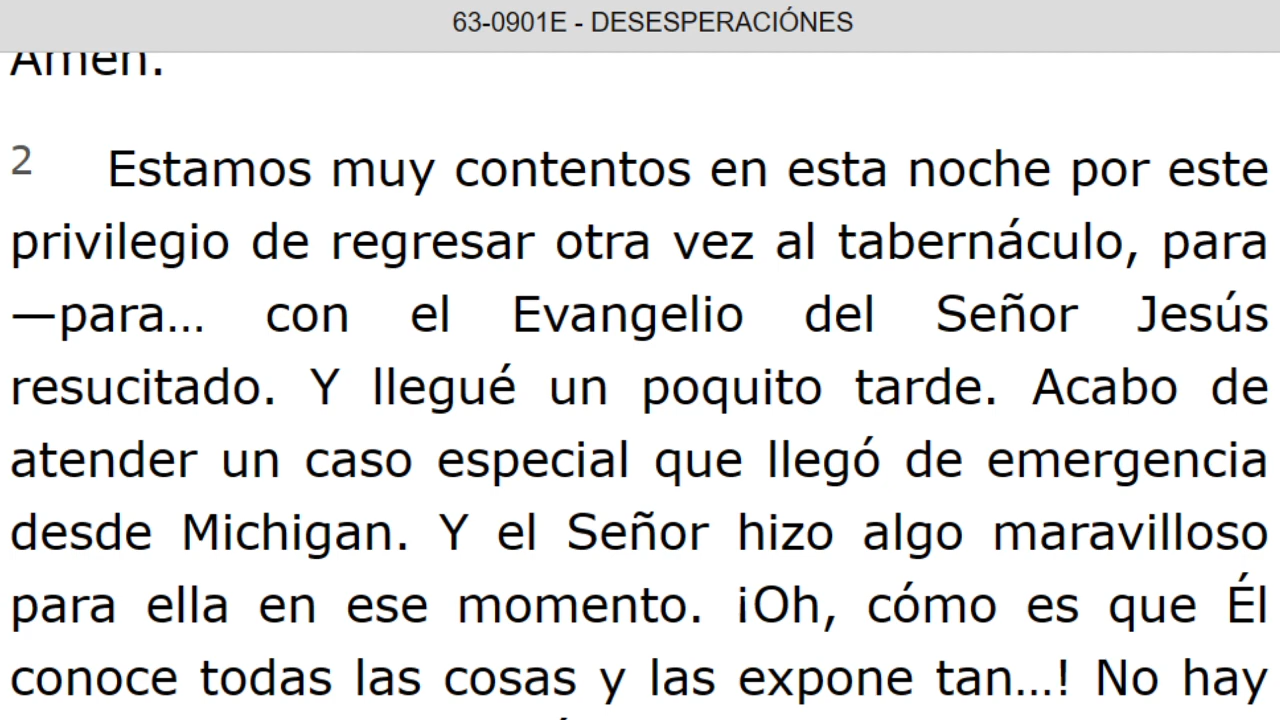 63-0901E - DESESPERACIÓNES
Amén.
2 Estamos muy contentos en esta noche por este
privilegio de regresar otra vez al tabernáculo, para
—para… con el Evangelio del Señor Jesús
resucitado. Y llegué un poquito tarde. Acabo de
atender un caso especial que llegó de emergencia
desde Michigan. Y el Señor hizo algo maravilloso
para ella en ese momento. ¡Oh, cómo es que Él
conoce todas las cosas y las expone tan…! No hay